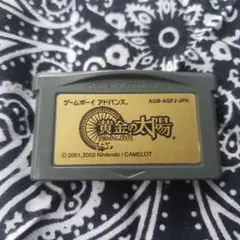 ゲームボーイ アドバンス
AGB-AGFJ-JPN
黄金の太陽
© 2001, 2002 Nintendo / CAMELOT